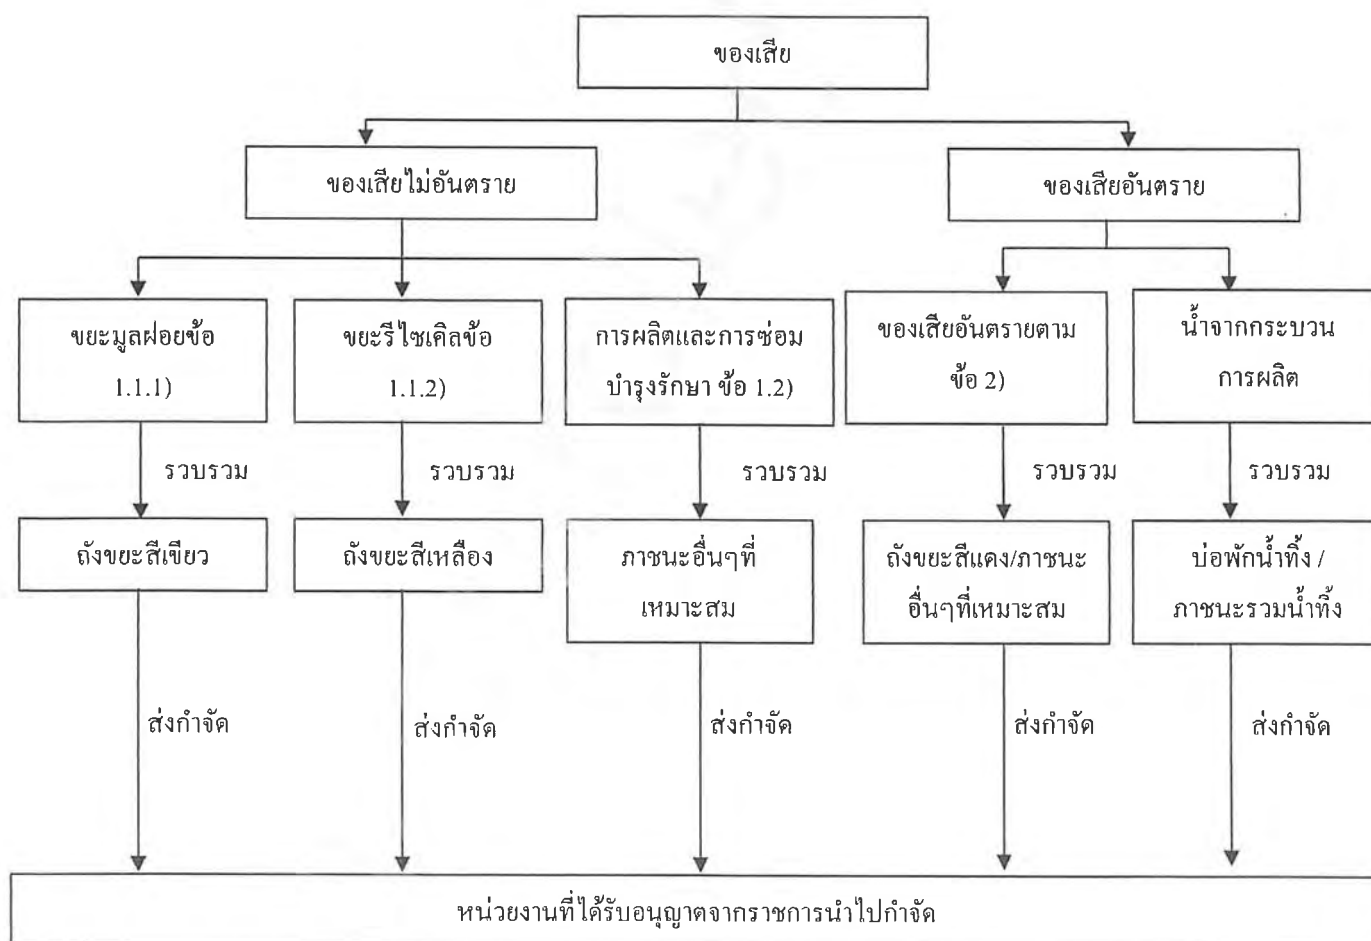 ของเสีย
ของเสียไม่อันตราย
ของเสียอันตราย
ขยะมูลฝอยข้อ
1.1.1)
ขยะรีไซเคิลข้อ
1.1.2)
การผลิตและการซ่อม
บำรุงรักษา ข้อ 1.2)
ของเสียอันตรายตาม
ข้อ 2)
น้ำจากกระบวน
การผลิต
รวบรวม
รวบรวม
รวบรวม
รวบรวม
รวบรวม
ถังขยะสีเขียว
ถังขยะสีเหลือง
ภาชนะอื่นๆที่
เหมาะสม
ถังขยะสีแดง/ภาชนะ
อื่นๆที่เหมาะสม
บ่อพักน้ำทิ้ง /
ภาชนะรวมน้ำทิ้ง
ส่งกำจัด
ส่งกำจัด
ส่งกำจัด
ส่งกำจัด
ส่งกำจัด
หน่วยงานที่ได้รับอนุญาตจากราชการนำไปกำจัด